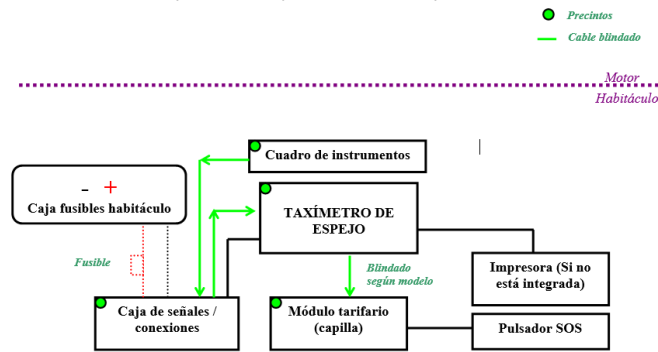 Precintos
Cable blindado
Motor
Habitáculo
Cuadro de instrumentos
- +
Caja fusibles habitáculo
TAXÍMETRO DE
ESPEJO
Fusible
Blindado
según modelo
Impresora (Si no
está integrada)
Caja de señales /
conexiones
Módulo tarifario
(capilla)
Pulsador SOS